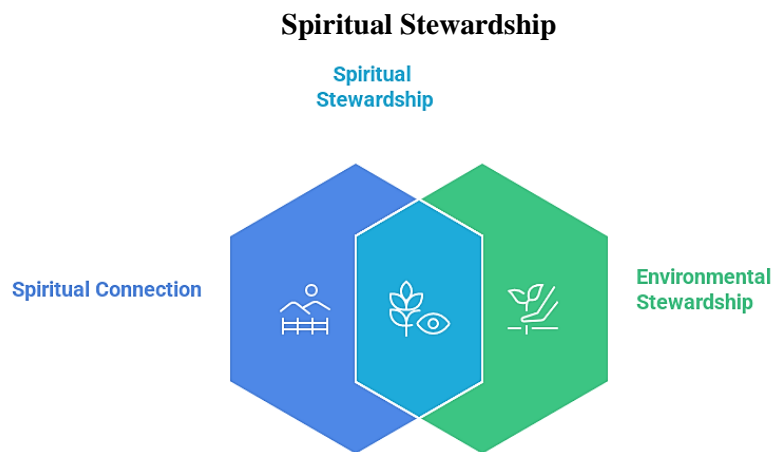 Spiritual Stewardship
Spiritual
Stewardship
Spiritual Connection
Environmental
Stewardship